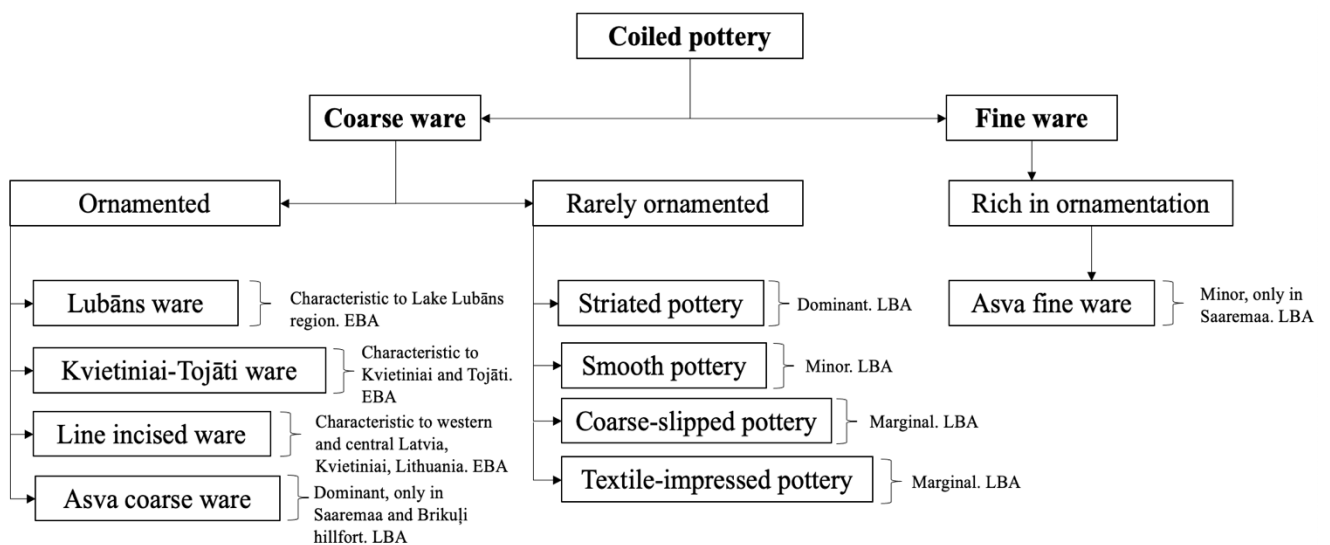 Coiled pottery
Coarse ware
Fine ware
Ornamented
Rarely ornamented
Rich in ornamentation
Lubāns ware
Characteristic to Lake Lubāns
region. EBA
Kvietiniai-Tojāti ware
Characteristic to
Kvietiniai and Tojāti.
EBA
Line incised ware
Characteristic to western
and central Latvia,
Kvietiniai, Lithuania. EBA
Asva coarse ware
Dominant, only in
Saaremaa and Brikuļi
hillfort. LBA
Striated pottery
Dominant. LBA
Smooth pottery
Minor. LBA
Coarse-slipped pottery
Marginal. LBA
Textile-impressed pottery
Marginal. LBA
Asva fine ware
Minor, only in
Saaremaa. LBA